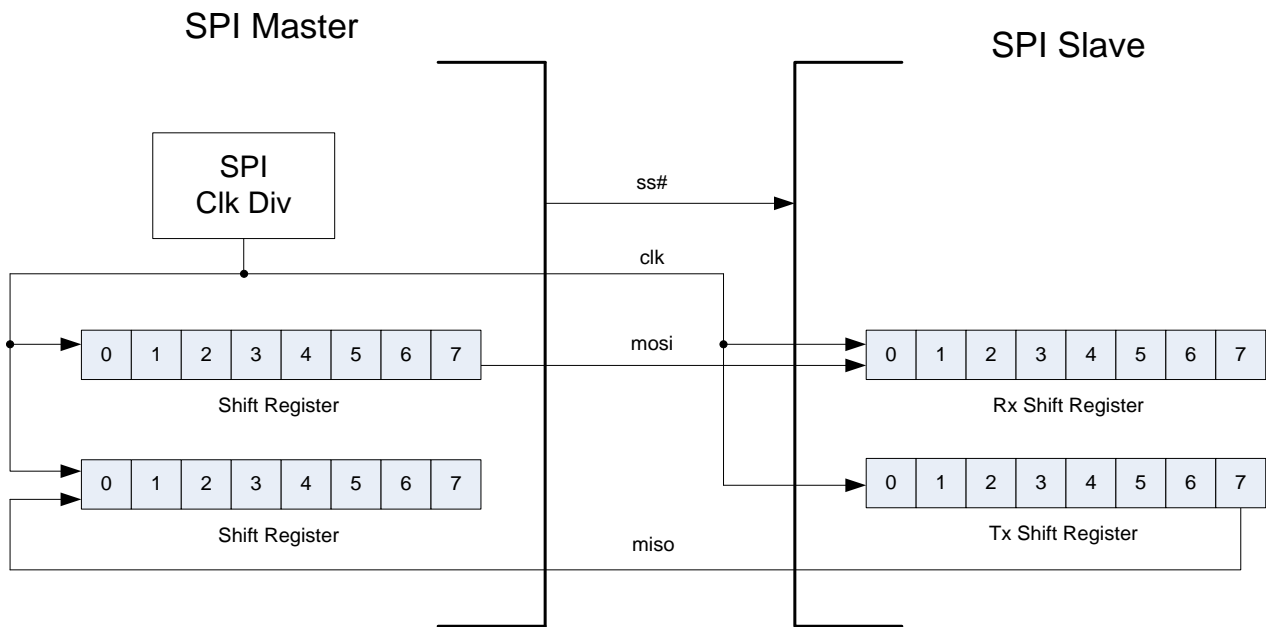 SPI Master
SPI Slave
SPI
Clk Div
ss#
clk
0 1 2 3 4 5 6 7
mosi
0 1 2 3 4 5 6 7
Shift Register
Rx Shift Register
0 1 2 3 4 5 6 7
0 1 2 3 4 5 6 7
Shift Register
Tx Shift Register
miso